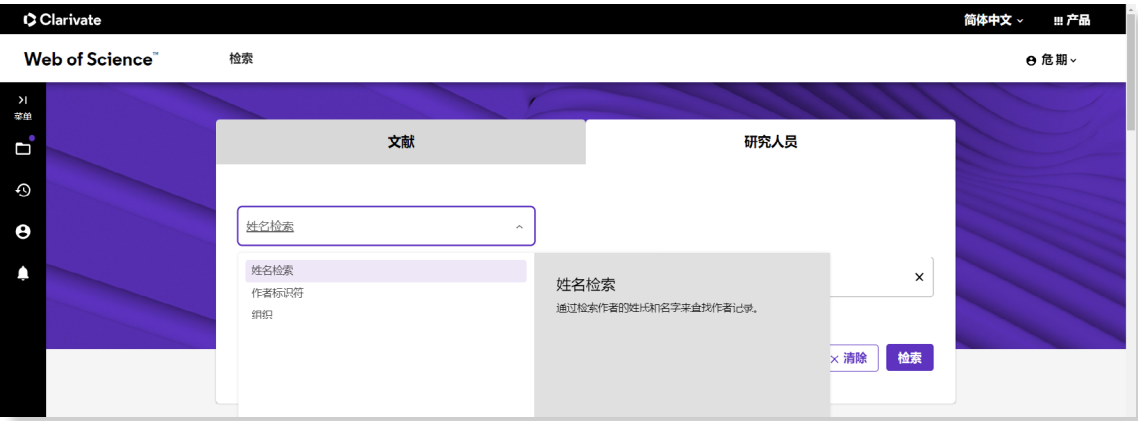 Clarivate
简体中文
产品
Web of Science™
检索
危 期
菜单
文献
研究人员
姓名检索
姓名检索
作者标识符
组织
姓名检索
通过检索作者的姓氏和名字来查找作者记录。
× 清除
检索